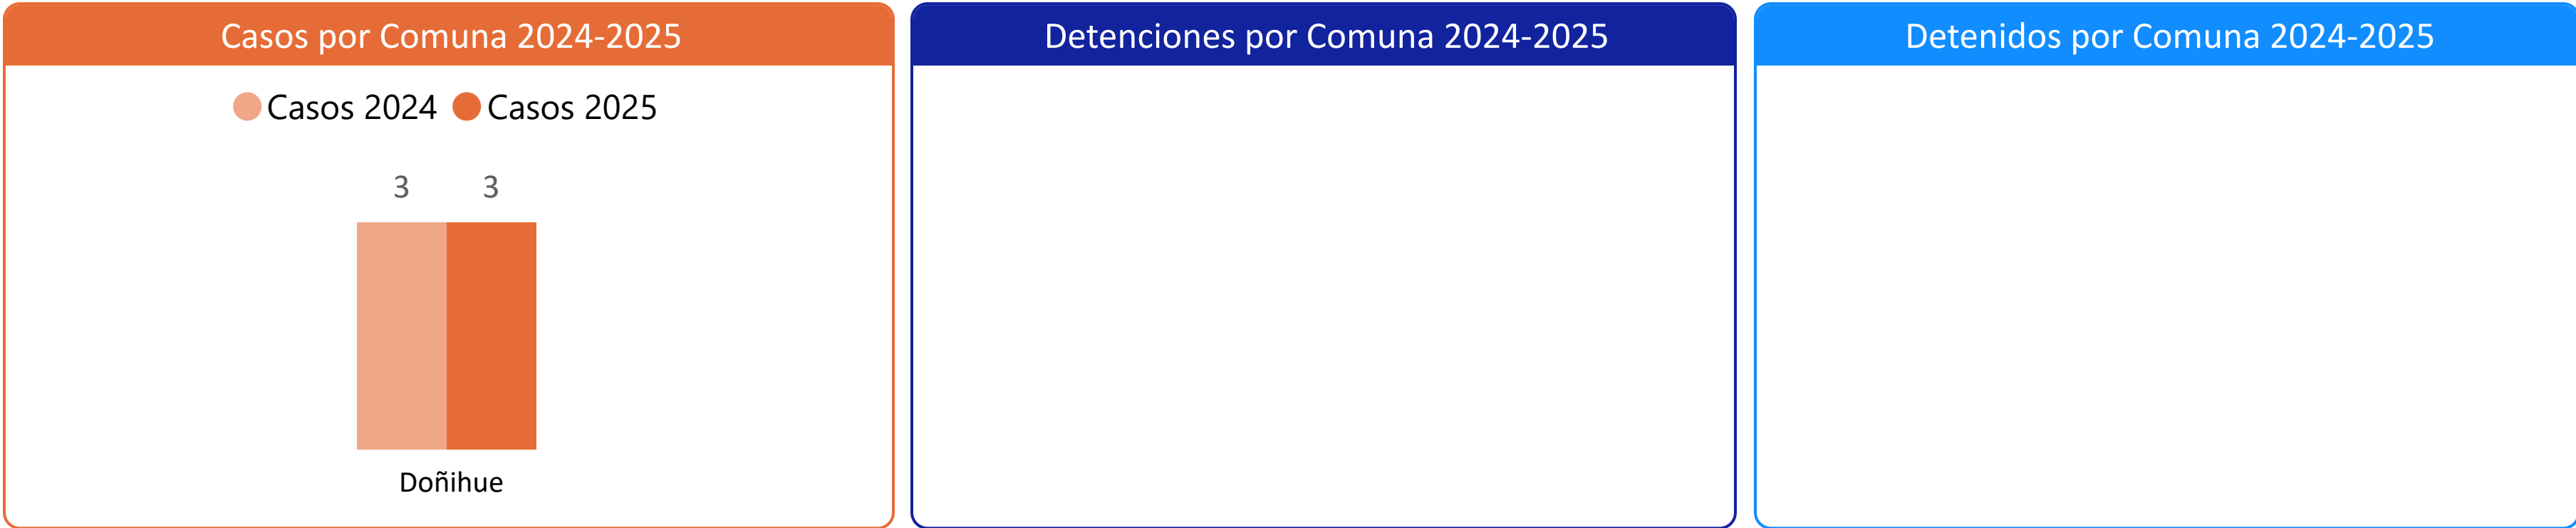 Casos por Comuna 2024-2025
Casos 2024 Casos 2025
3 3
Doñihue
Detenciones por Comuna 2024-2025
Detenidos por Comuna 2024-2025